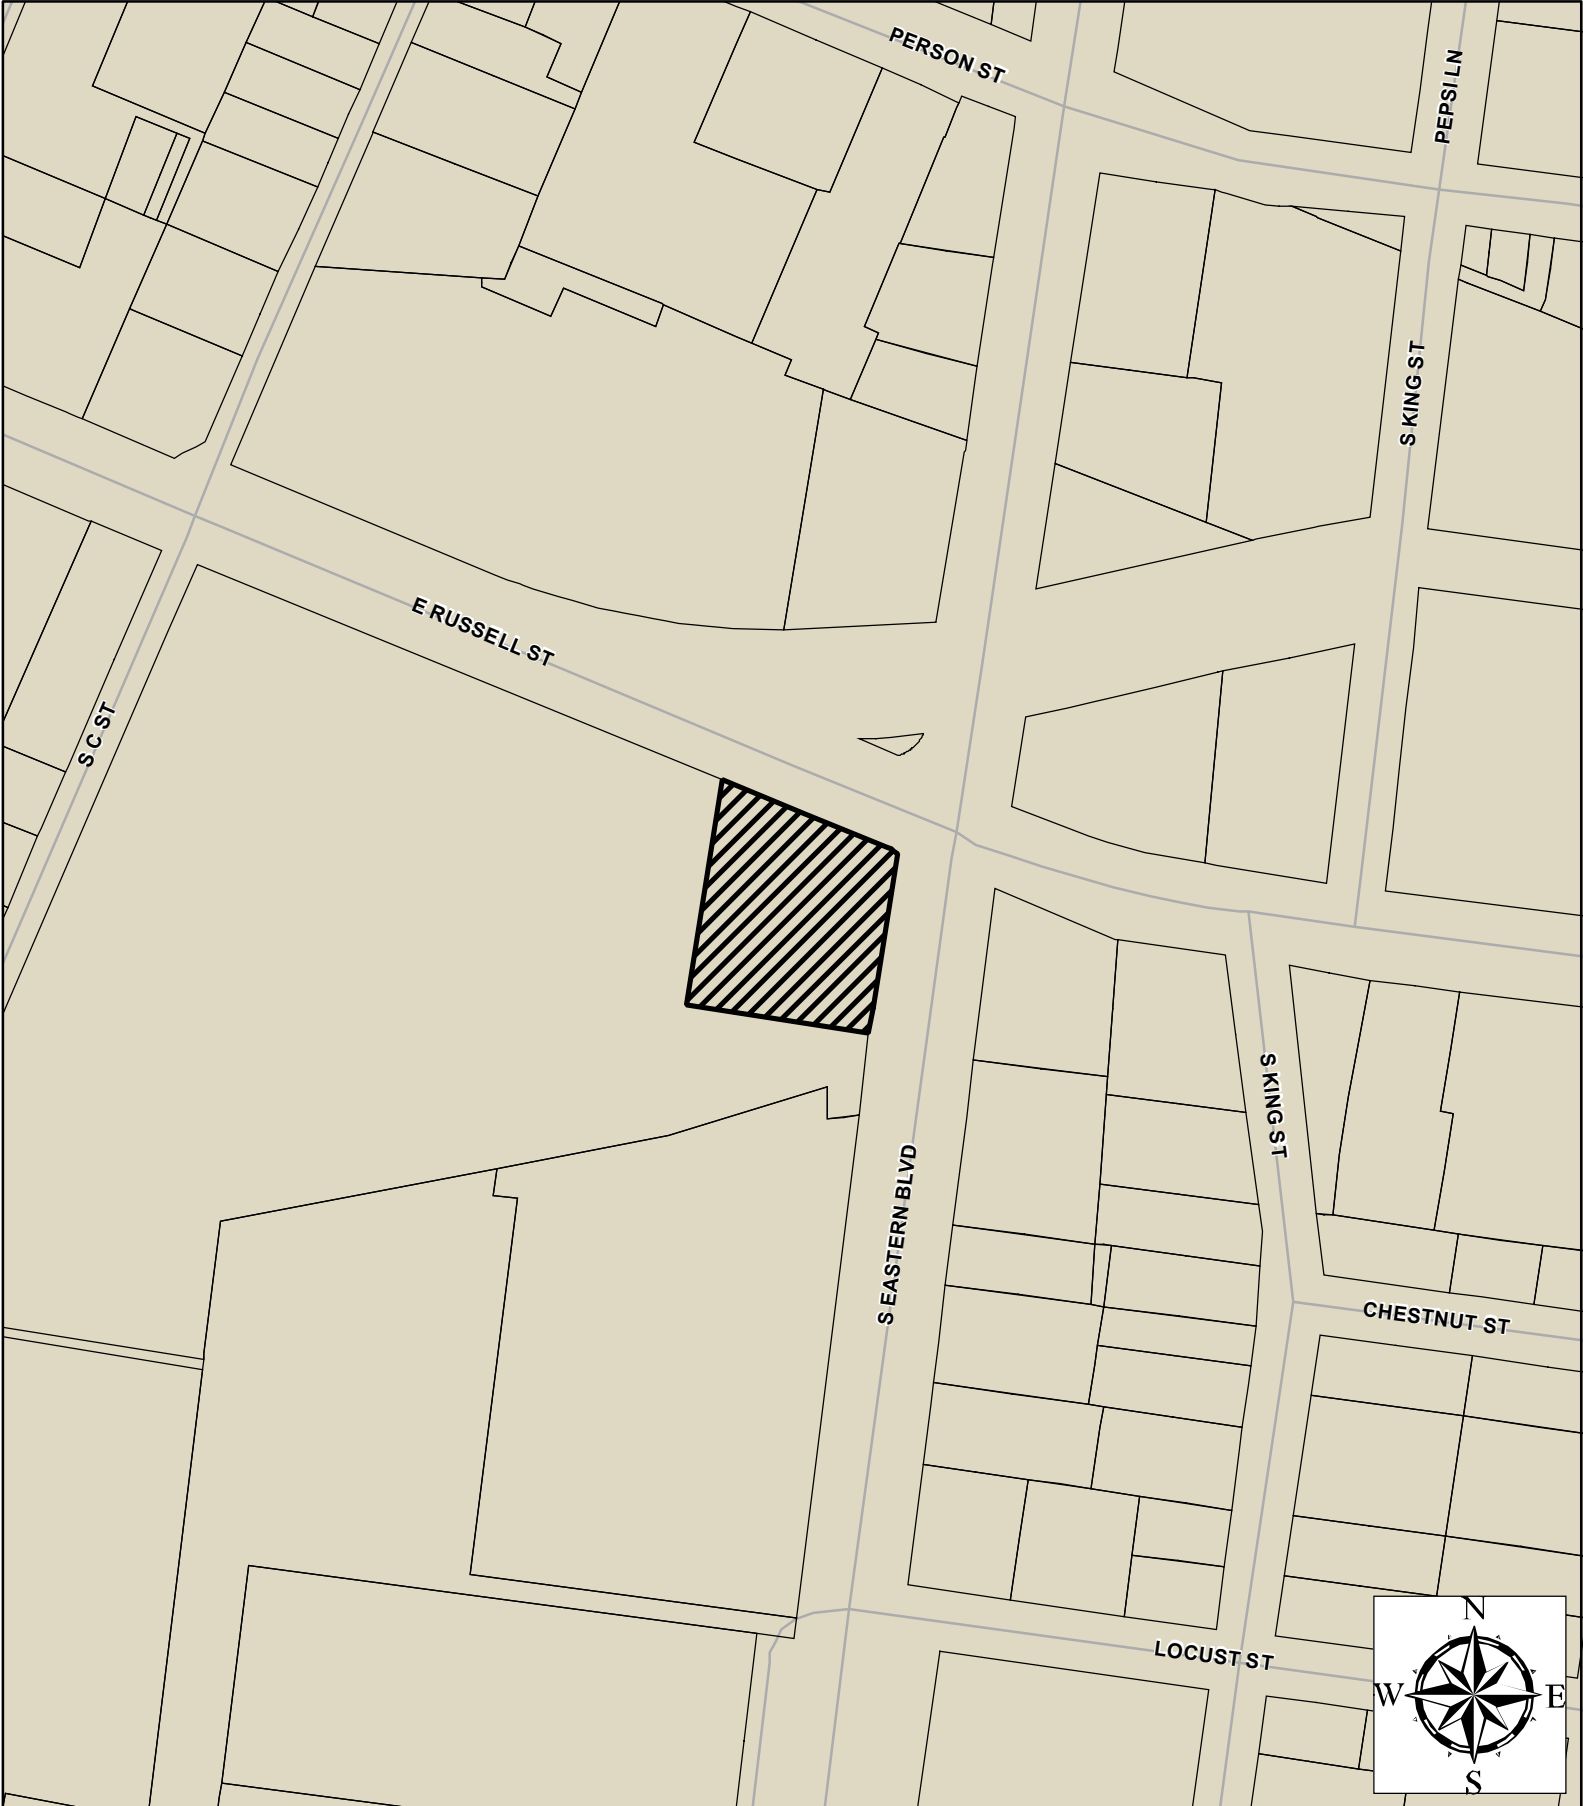 PERSON ST
PEPSI LN
S KING ST
E RUSSELL ST
S C ST
S KING ST
S EASTERN BLVD
CHESTNUT ST
LOCUST ST
N
W
E
S